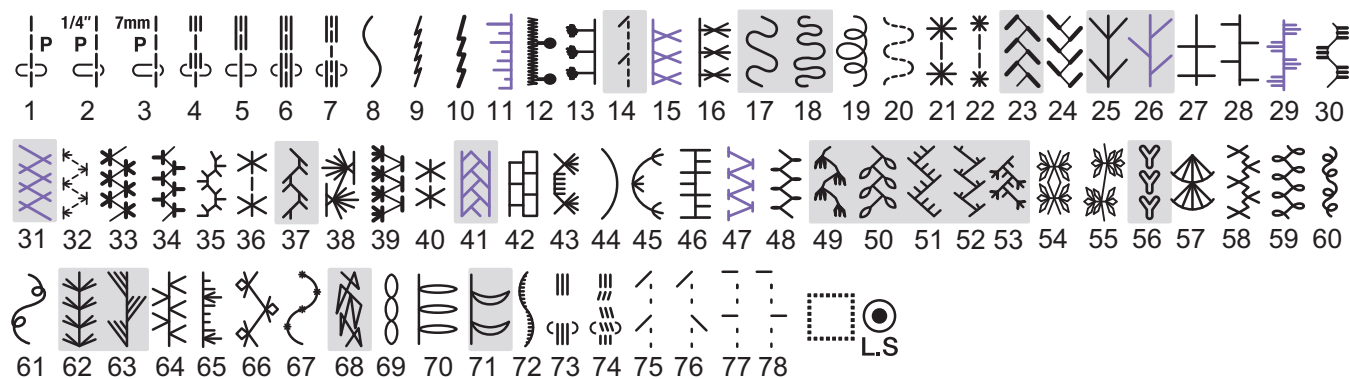 1/4" 7mm
P P P
1 2 3 4 5 6 7 8 9 10 11 12 13 14 15 16 17 18 19 20 21 22 23 24 25 26 27 28 29 30
31 32 33 34 35 36 37 38 39 40 41 42 43 44 45 46 47 48 49 50 51 52 53 54 55 56 57 58 59 60
L.S
61 62 63 64 65 66 67 68 69 70 71 72 73 74 75 76 77 78